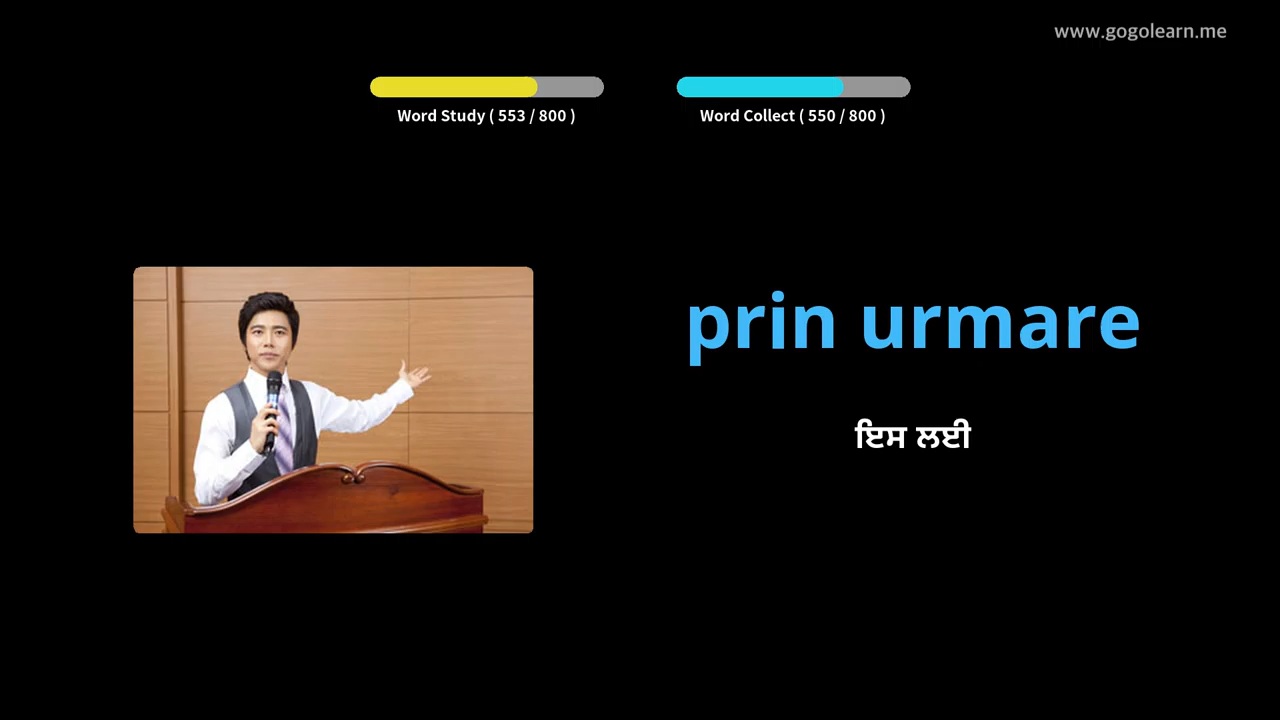 www.gogolearn.me
Word Study ( 553 / 800 )
Word Collect ( 550 / 800 )
prin urmare
ਇਸ ਲਈ